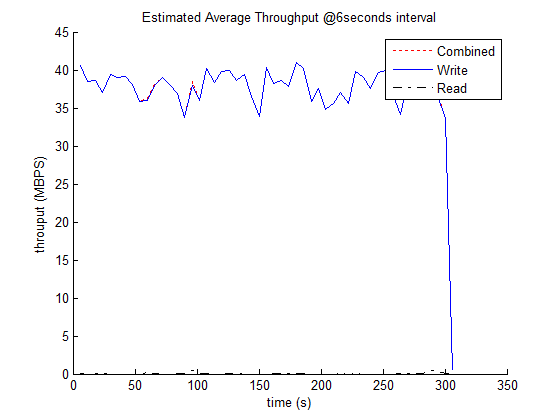 Estimated Average Throughput @6seconds interval
45
40
35
30
25
20
15
10
5
0
throuput (MBPS)
Combined
Write
Read
0 50 100 150 200 250 300 350
time (s)